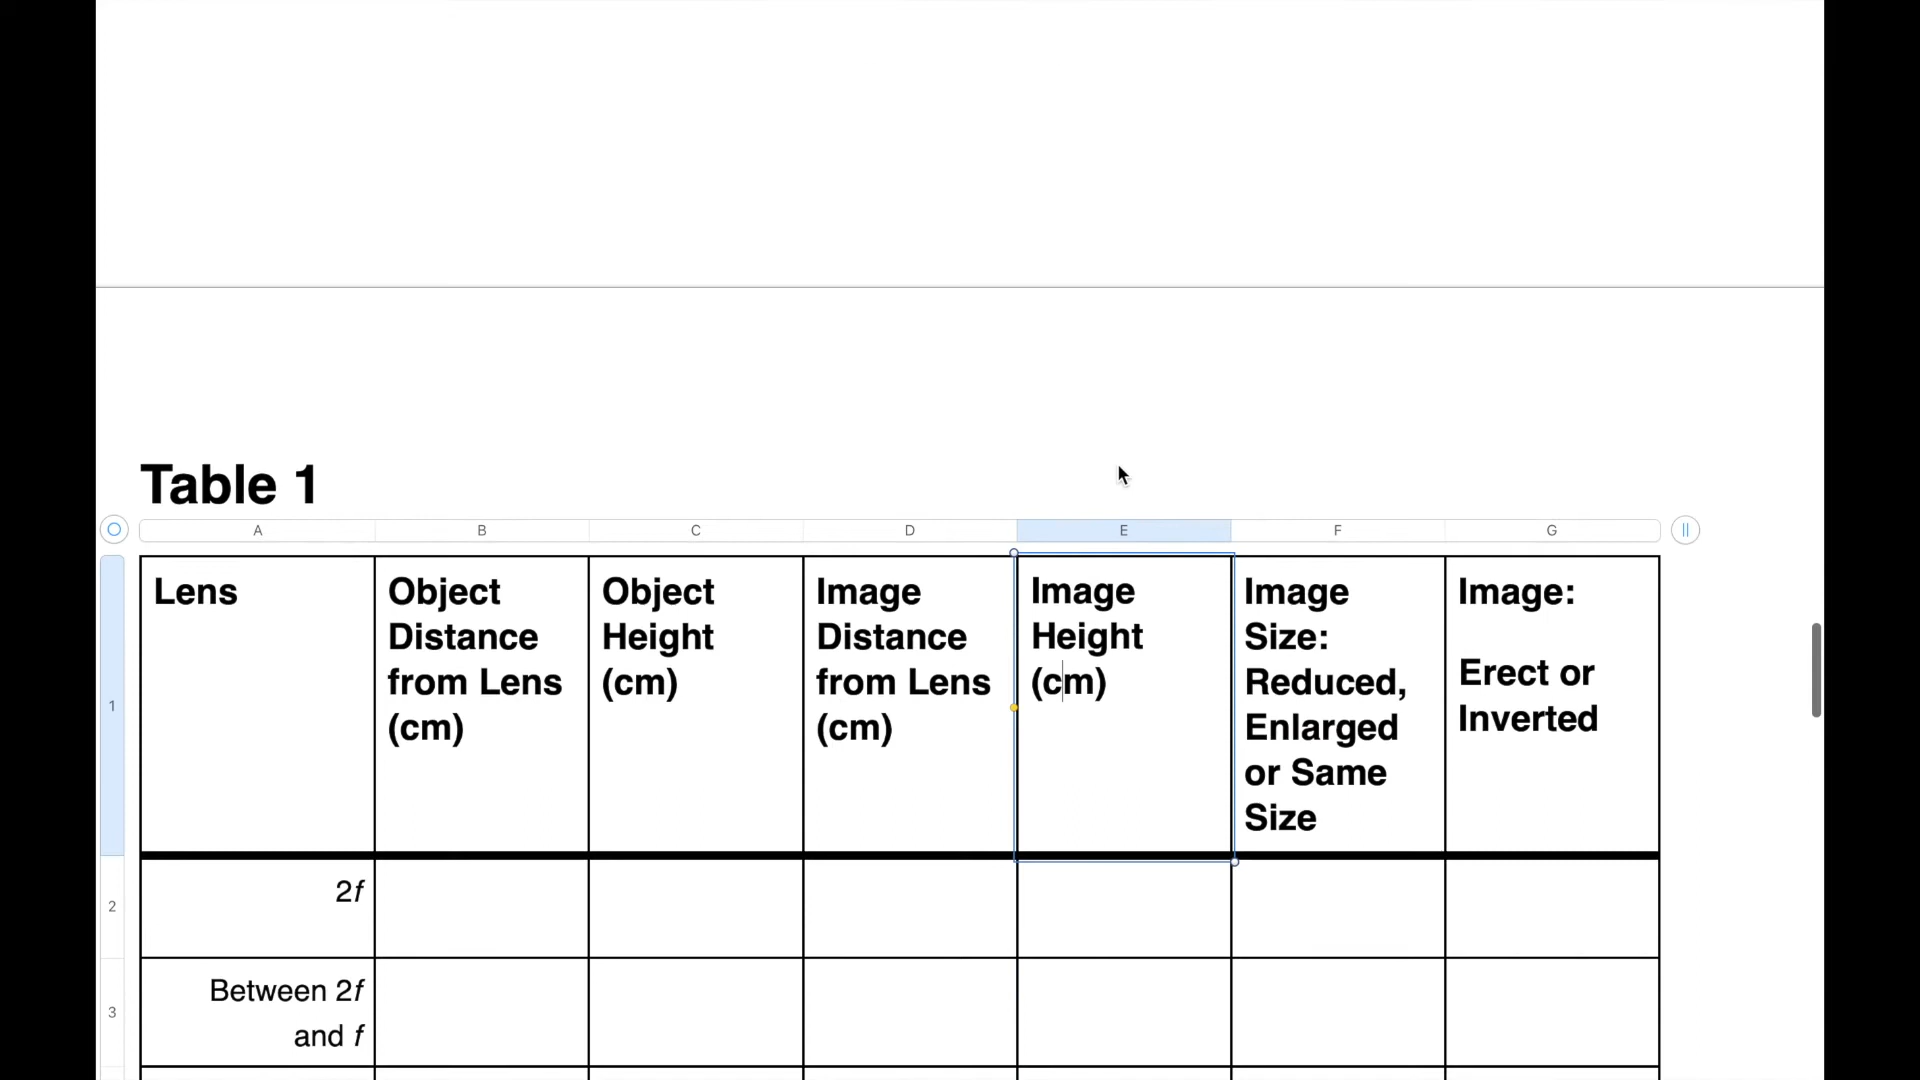 Table 1
A B C D E F G
Lens
Object
Distance
from Lens
(cm)
Object
Height
(cm)
Image
Distance
from Lens
(cm)
Image
Height
(cm)
Image
Size:
Reduced,
Enlarged
or Same
Size
Image:
Erect or
Inverted
1
2
2f
3
Between 2f
and f